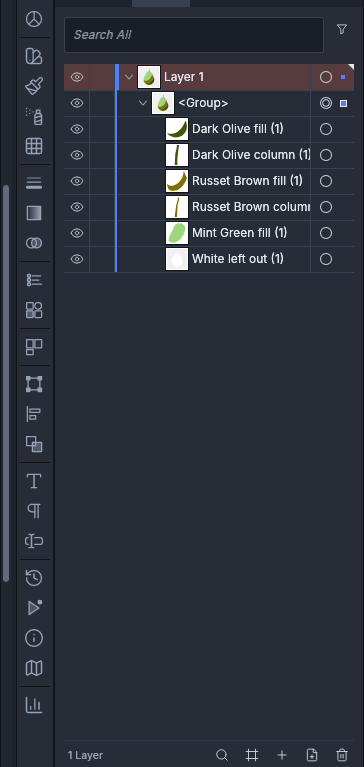 Search All
Layer 1
<Group>
Dark Olive fill (1)
Dark Olive column (1)
Russet Brown fill (1)
Russet Brown colum
Mint Green fill (1)
White left out (1)
1 Layer